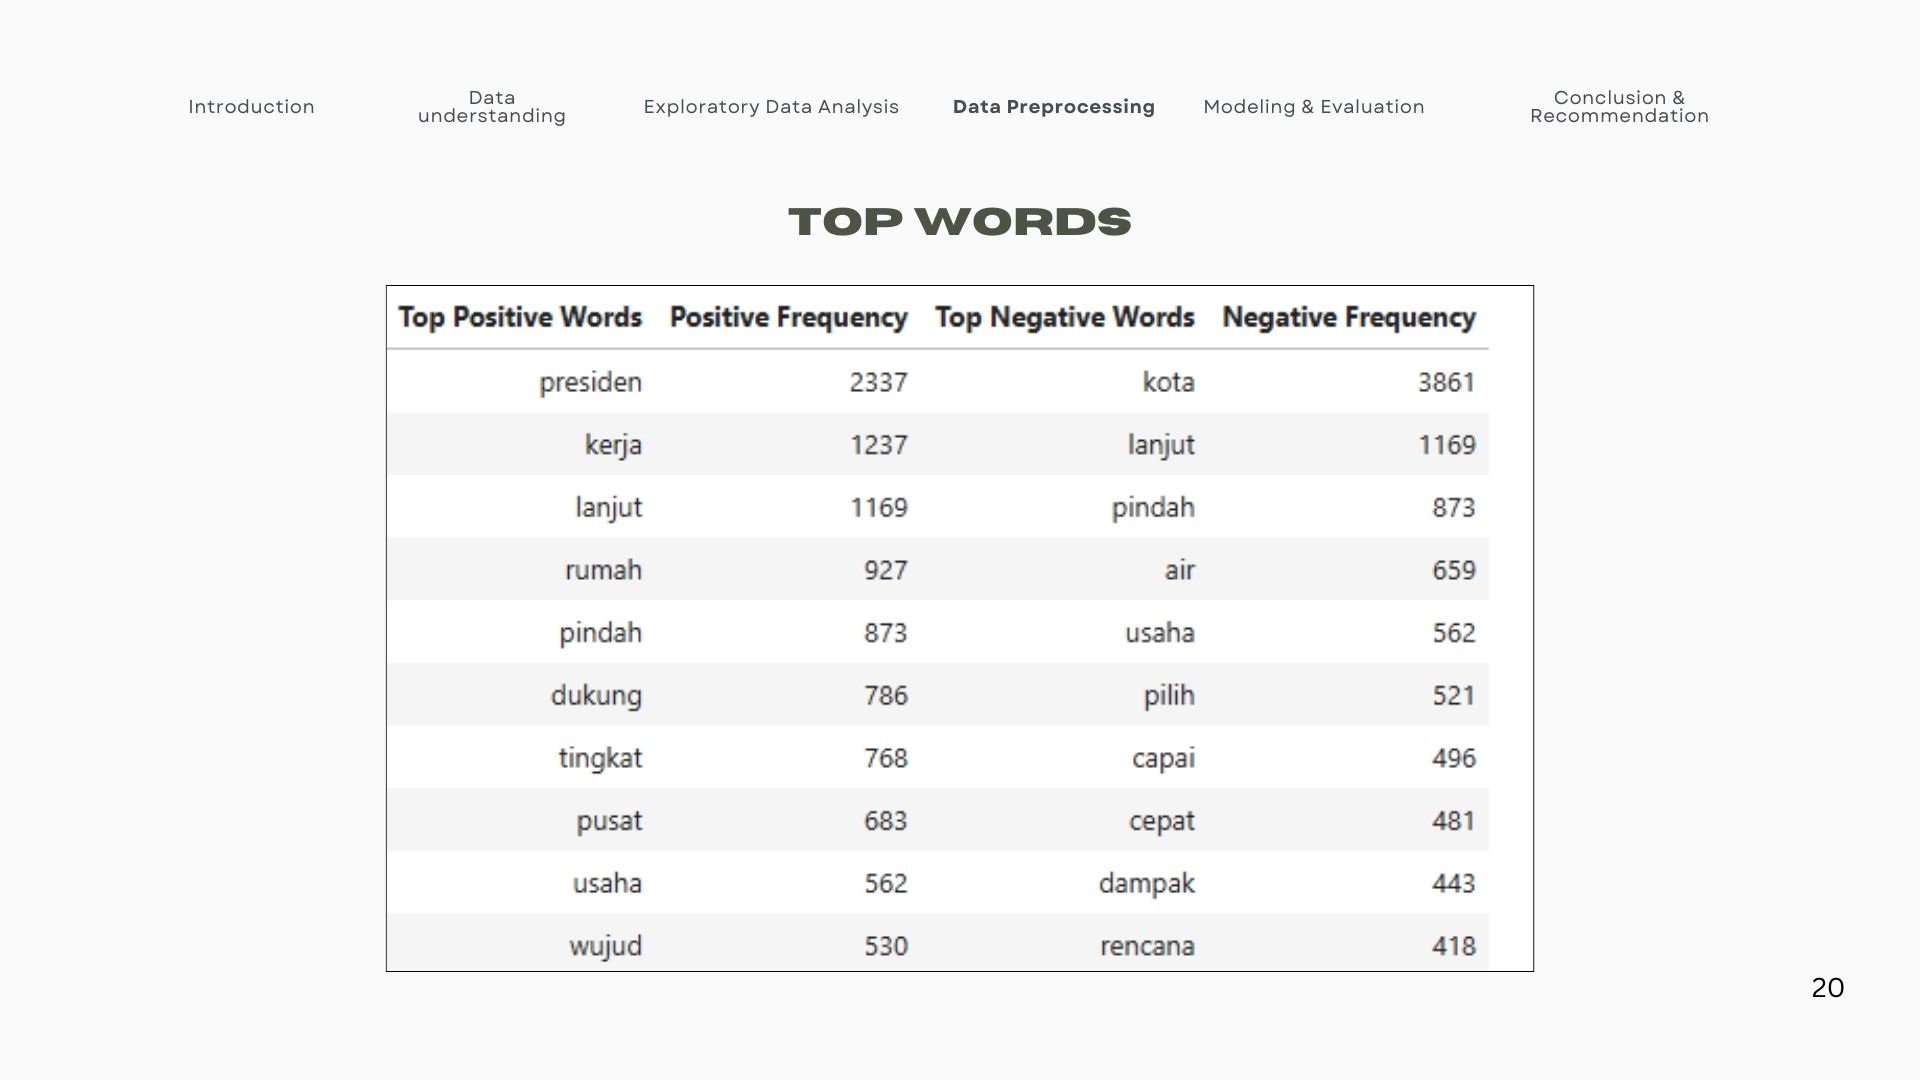 Introduction
Data
understanding
Exploratory Data Analysis
Data Preprocessing
Modeling & Evaluation
Conclusion &
Recommendation
TOP WORDS
Top Positive Words Positive Frequency Top Negative Words Negative Frequency
presiden 2337 kota 3861
kerja 1237 lanjut 1169
lanjut 1169 pindah 873
rumah 927 air 659
pindah 873 usaha 562
dukung 786 pilih 521
tingkat 768 capai 496
pusat 683 cepat 481
usaha 562 dampak 443
wujud 530 rencana 418
20